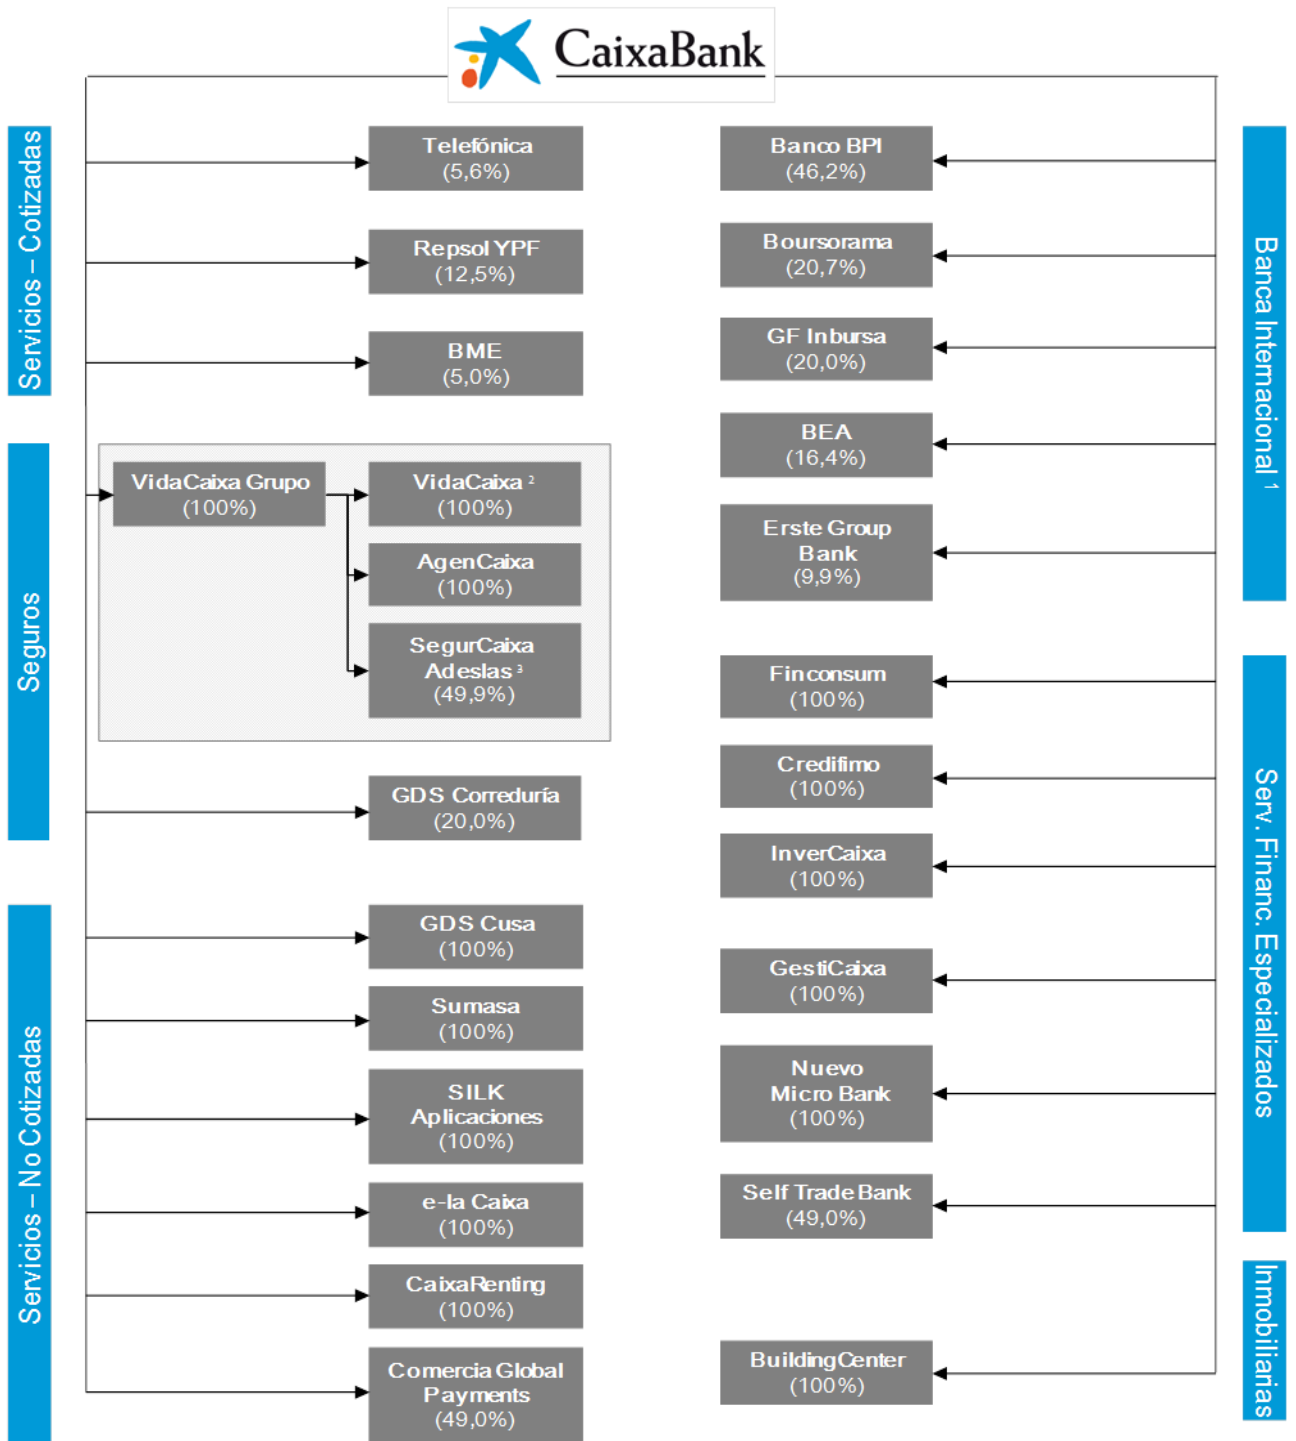 CaixaBank
Servicios – Cotizadas
Telefónica
(5,6%)
Repsol YPF
(12,5%)
BME
(5,0%)
Seguros
VidaCaixa Grupo
(100%)
VidaCaixa ²
(100%)
AgenCaixa
(100%)
SegurCaixa
Adeslas ³
(49,9%)
GDS Correduría
(20,0%)
Servicios – No Cotizadas
GDS Cusa
(100%)
Sumasa
(100%)
SILK
Aplicaciones
(100%)
e-la Caixa
(100%)
CaixaRenting
(100%)
Comercia Global
Payments
(49,0%)
Banca Internacional ¹
Banco BPI
(46,2%)
Boursorama
(20,7%)
GF Inbursa
(20,0%)
BEA
(16,4%)
Erste Group
Bank
(9,9%)
Serv. Financ. Especializados
Finconsum
(100%)
Credifimo
(100%)
InverCaixa
(100%)
GestiCaixa
(100%)
Nuevo
Micro Bank
(100%)
Self Trade Bank
(49,0%)
Inmobiliarias
BuildingCenter
(100%)